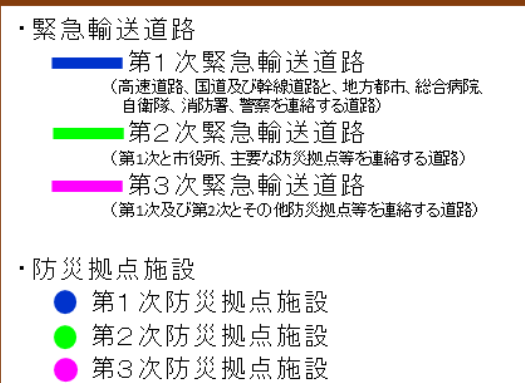 ・緊急輸送道路
第1次緊急輸送道路
(高速道路、国道及び幹線道路と、地方都市、総合病院、
自衛隊、消防署、警察を連絡する道路)
第2次緊急輸送道路
(第1次と市役所、主要な防災拠点等を連絡する道路)
第3次緊急輸送道路
(第1次及び第2次とその他防災拠点等を連絡する道路)
・防災拠点施設
第1次防災拠点施設
第2次防災拠点施設
第3次防災拠点施設